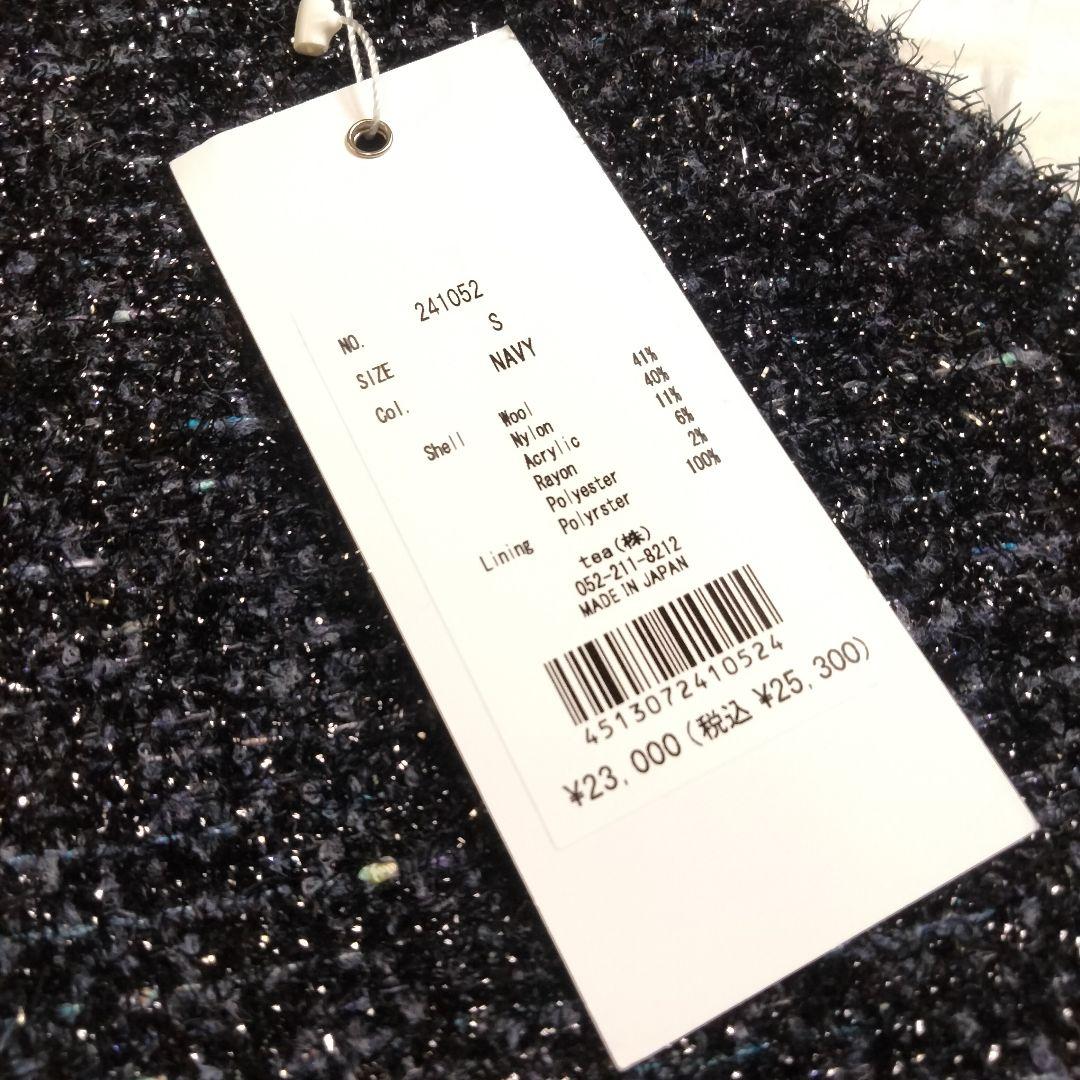 NO. 241052
SIZE S
Col. NAVY
Shell Wool 41%
Nylon 40%
Acrylic 11%
Rayon 6%
Polyester 2%
Lining Polyrster 100%
tea(株)
052-211-8212
MADE IN JAPAN
4513072410524
¥23,000(税込 ¥25,300)